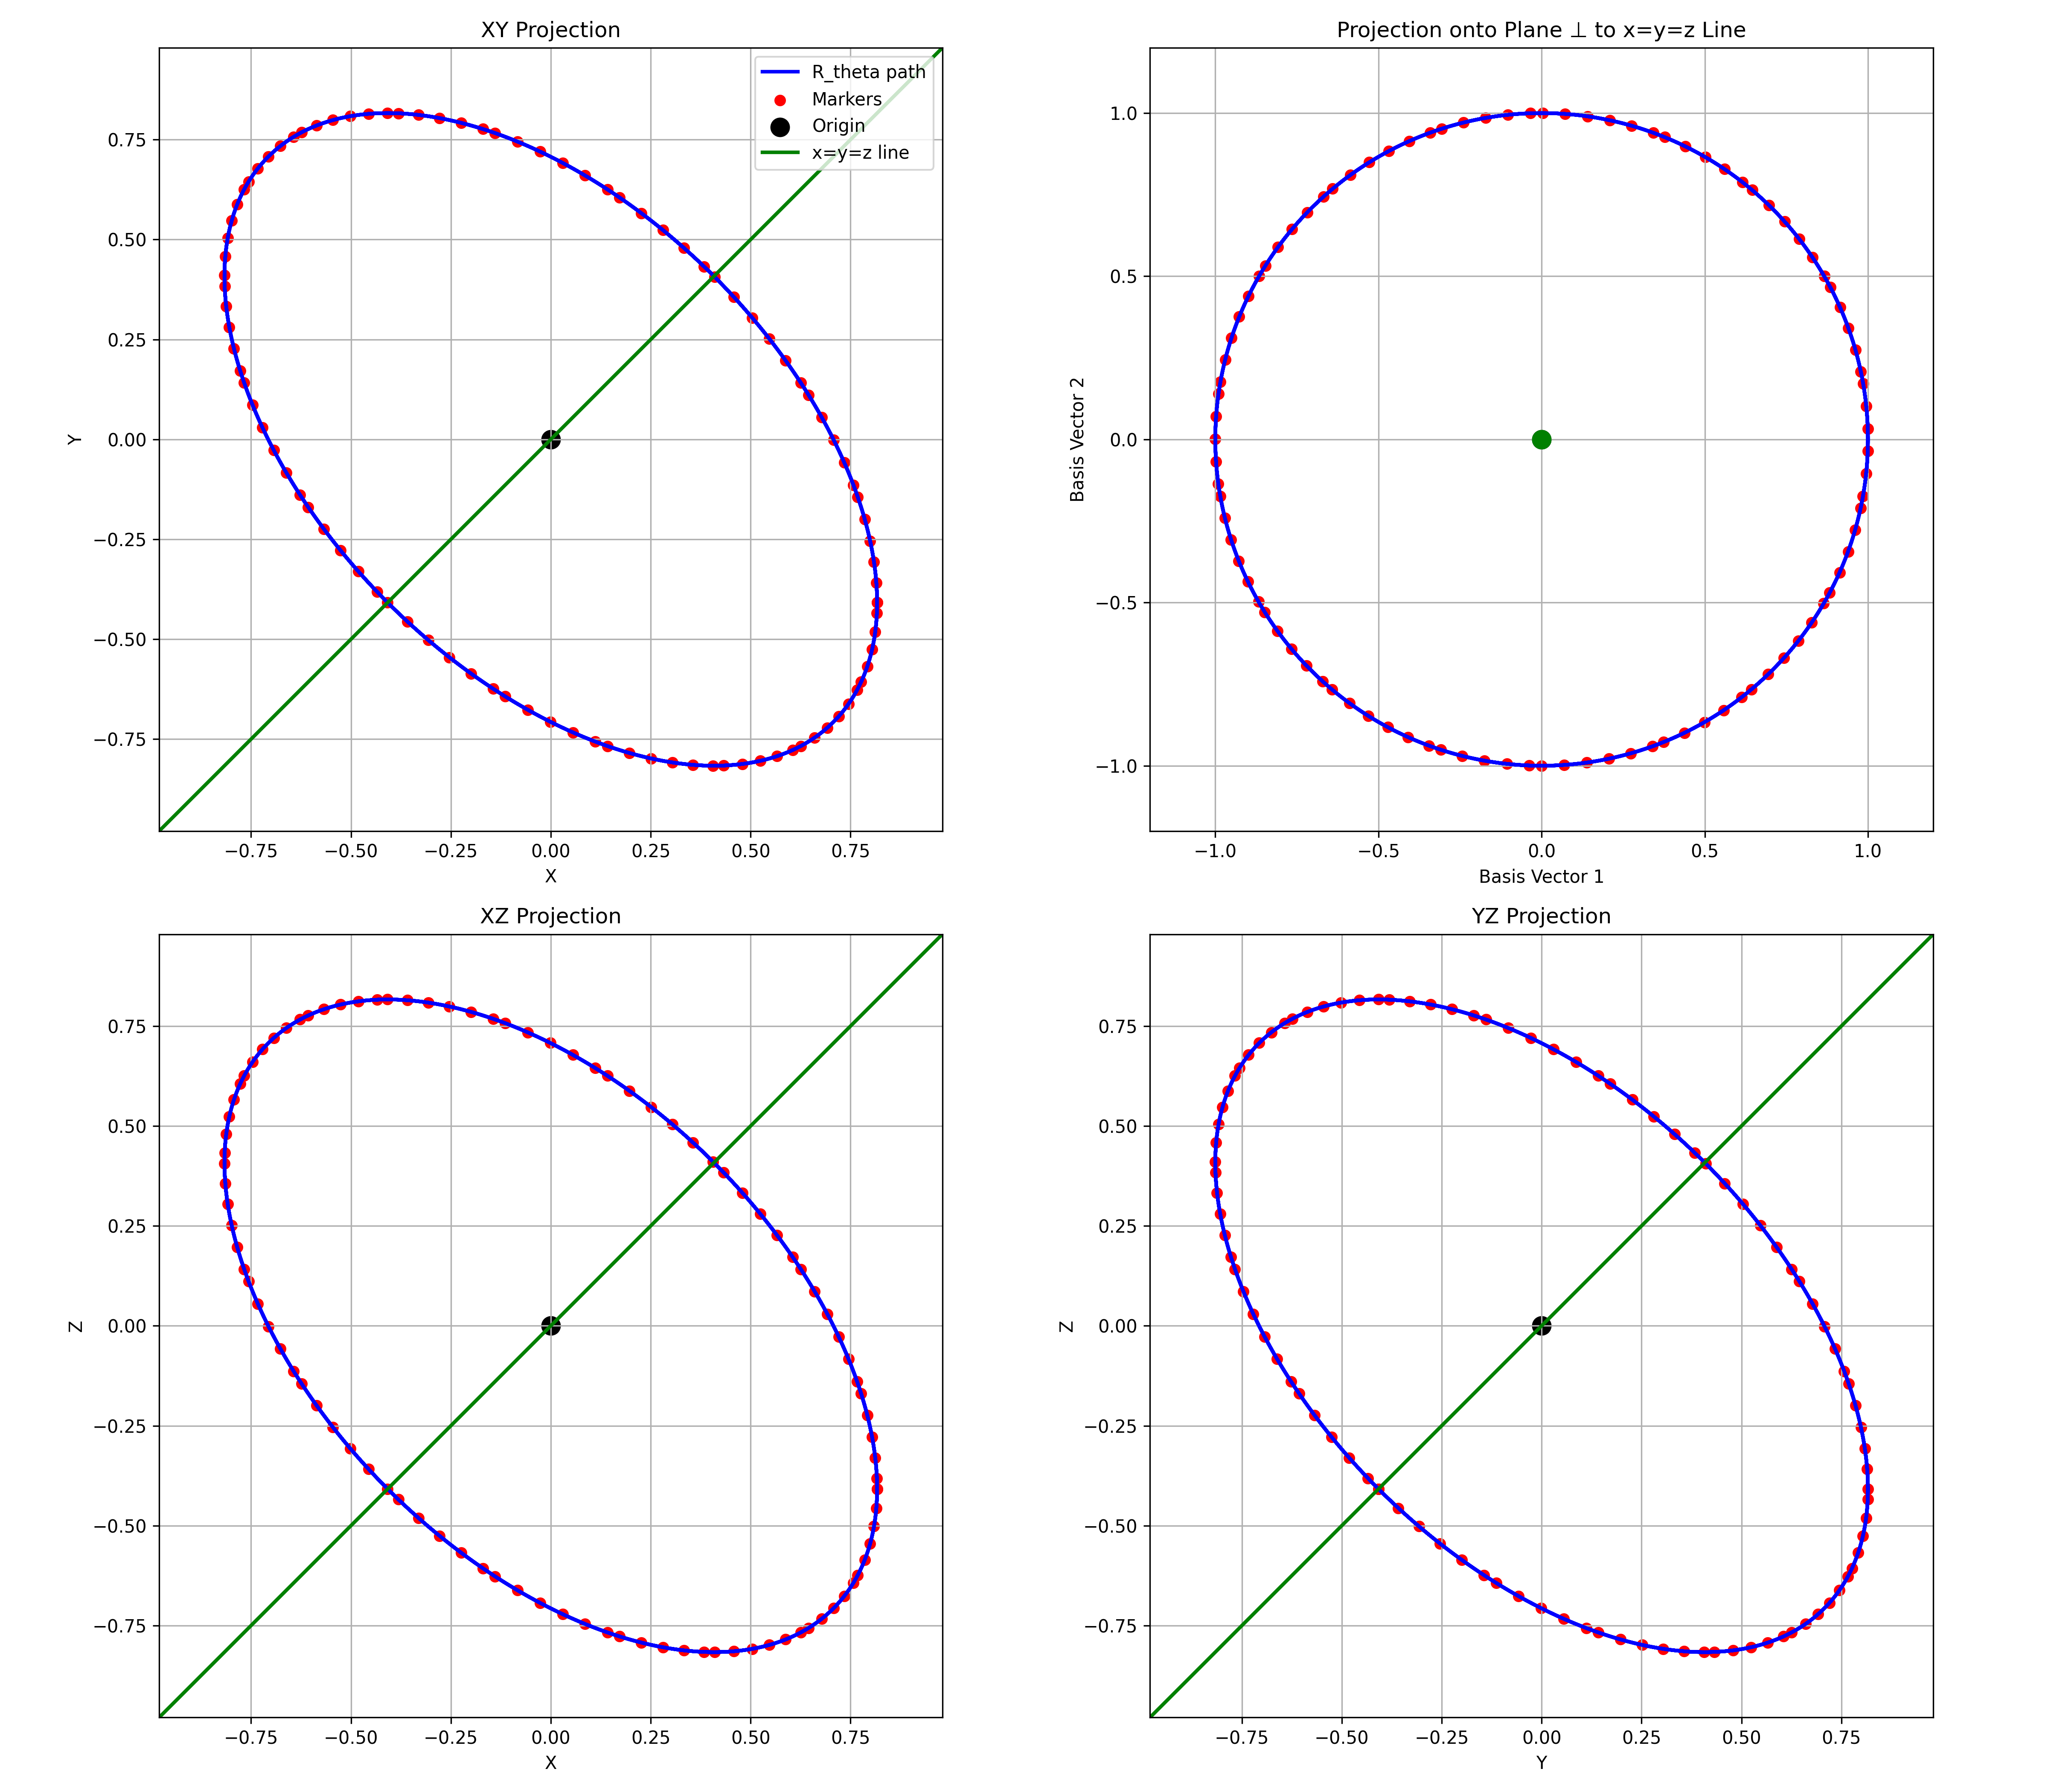 XY Projection
R_theta path
Markers
Origin
x=y=z line
0.75
0.50
0.25
0.00
−0.25
−0.50
−0.75
Y
−0.75 −0.50 −0.25 0.00 0.25 0.50 0.75
X
Projection onto Plane ⊥ to x=y=z Line
1.0
0.5
0.0
−0.5
−1.0
Basis Vector 2
−1.0 −0.5 0.0 0.5 1.0
Basis Vector 1
XZ Projection
0.75
0.50
0.25
0.00
−0.25
−0.50
−0.75
Z
−0.75 −0.50 −0.25 0.00 0.25 0.50 0.75
X
YZ Projection
0.75
0.50
0.25
0.00
−0.25
−0.50
−0.75
Z
−0.75 −0.50 −0.25 0.00 0.25 0.50 0.75
Y